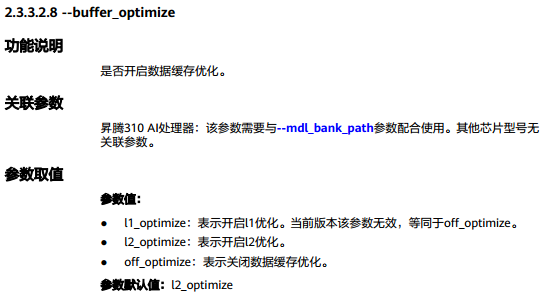 2.3.3.2.8 --buffer_optimize
功能说明
是否开启数据缓存优化。
关联参数
昇腾310 AI处理器：该参数需要与--mdl_bank_path参数配合使用。其他芯片型号无
关联参数。
参数取值
参数值：
● l1_optimize：表示开启l1优化。当前版本该参数无效，等同于off_optimize。
● l2_optimize：表示开启l2优化。
● off_optimize：表示关闭数据缓存优化。
参数默认值：l2_optimize